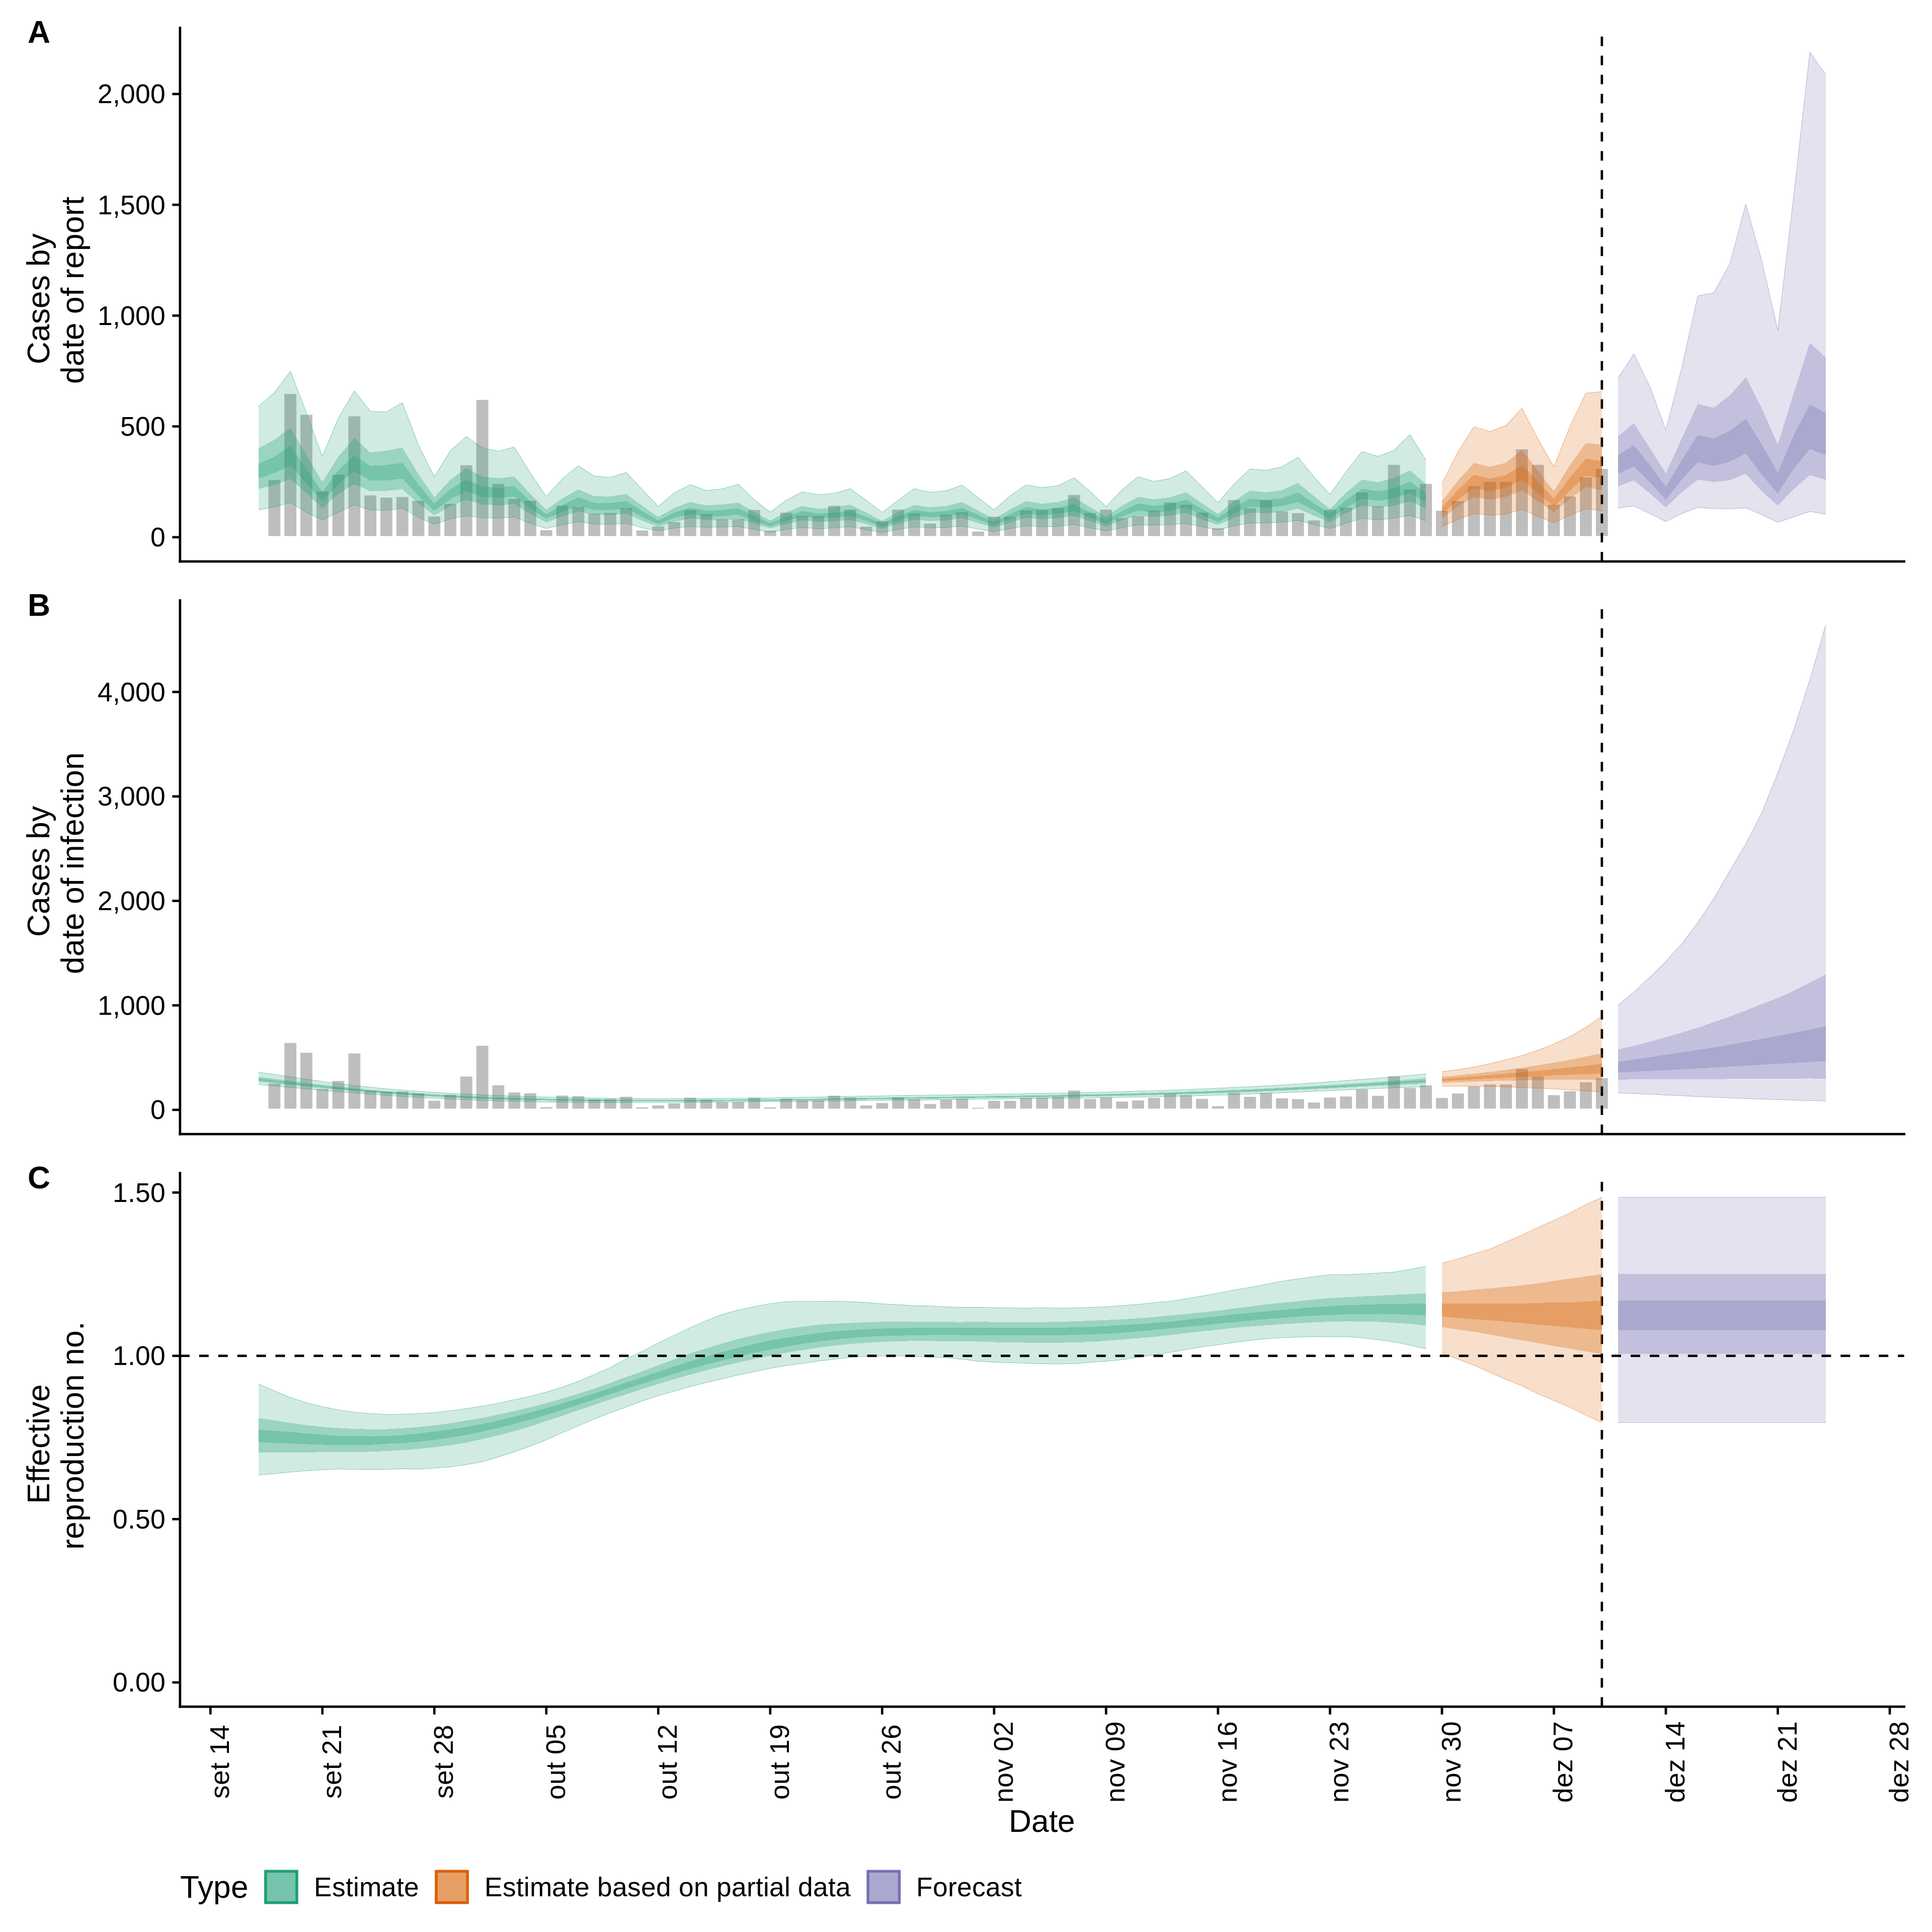 A
Cases by
date of report
2,000
1,500
1,000
500
0
B
Cases by
date of infection
4,000
3,000
2,000
1,000
0
C
Effective
reproduction no.
1.50
1.00
0.50
0.00
set 14
set 21
set 28
out 05
out 12
out 19
out 26
nov 02
nov 09
nov 16
nov 23
nov 30
dez 07
dez 14
dez 21
dez 28
Date
Type Estimate Estimate based on partial data Forecast